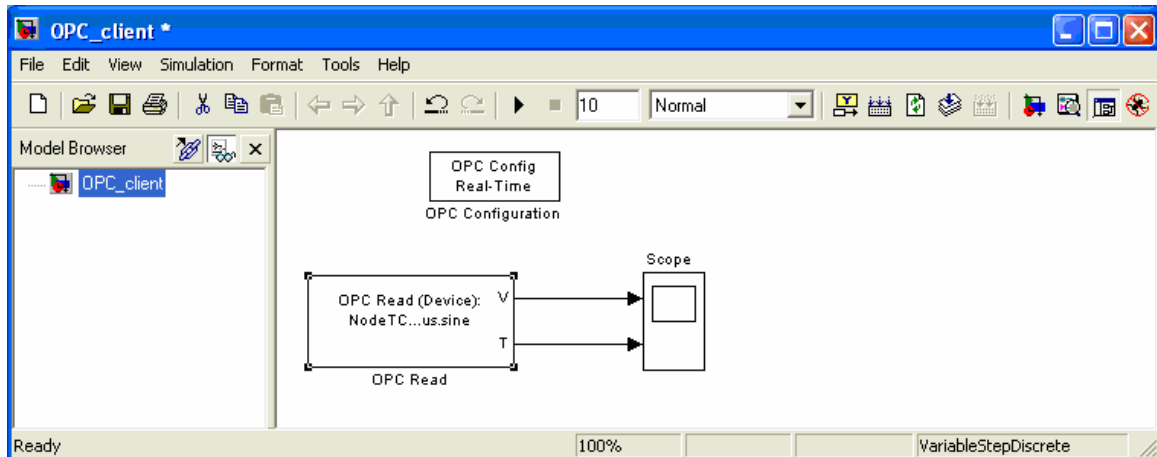 OPC_client *
File Edit View Simulation Format Tools Help
10 Normal
Model Browser
OPC_client
OPC Config
Real-Time
OPC Configuration
Scope
OPC Read (Device):
NodeTC...us.sine
V
T
OPC Read
Ready 100% VariableStepDiscrete